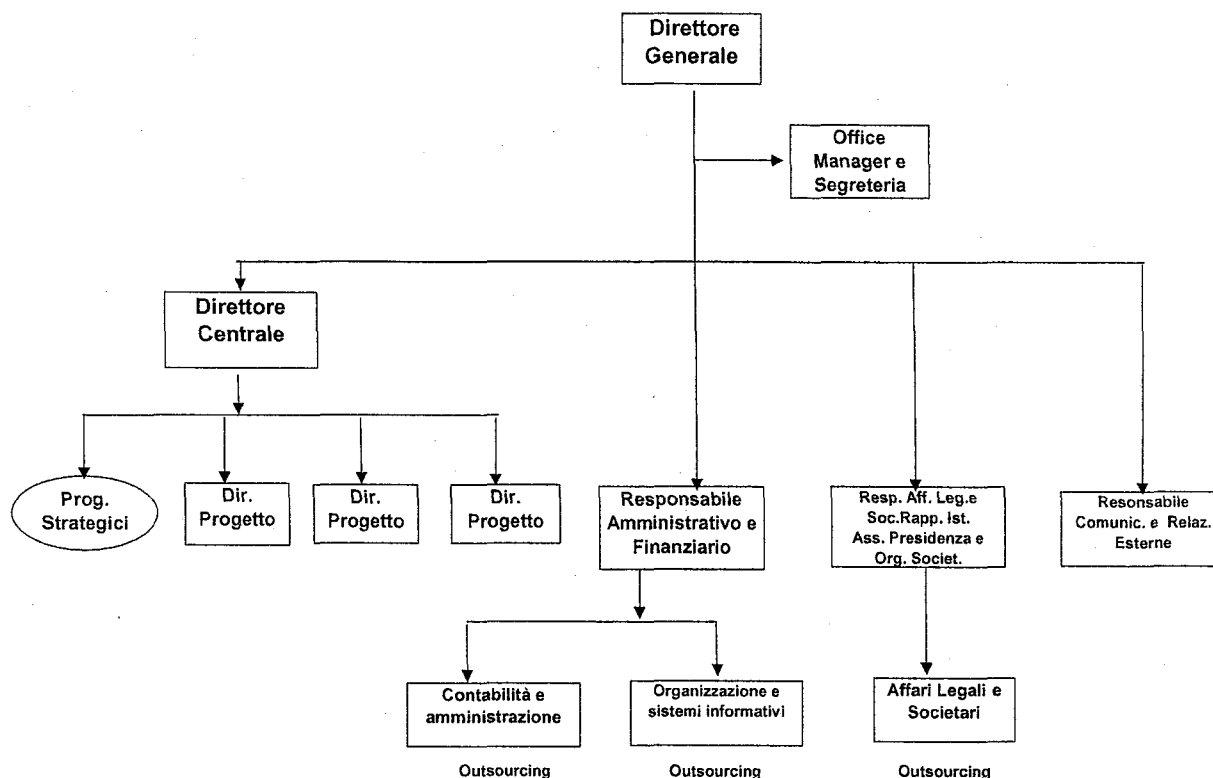 Direttore
Generale
Office
Manager e
Segreteria
Direttore
Centrale
Prog.
Strategici
Dir.
Progetto
Dir.
Progetto
Dir.
Progetto
Responsabile
Amministrativo e
Finanziario
Resp. Aff. Leg.e
Soc.Rapp. Ist.
Ass. Presidenza e
Org. Societ.
Resonsabile
Comunic. e Relaz.
Esterne
Contabilità e
amministrazione
Organizzazione e
sistemi informativi
Affari Legali e
Societari
Outsourcing
Outsourcing
Outsourcing